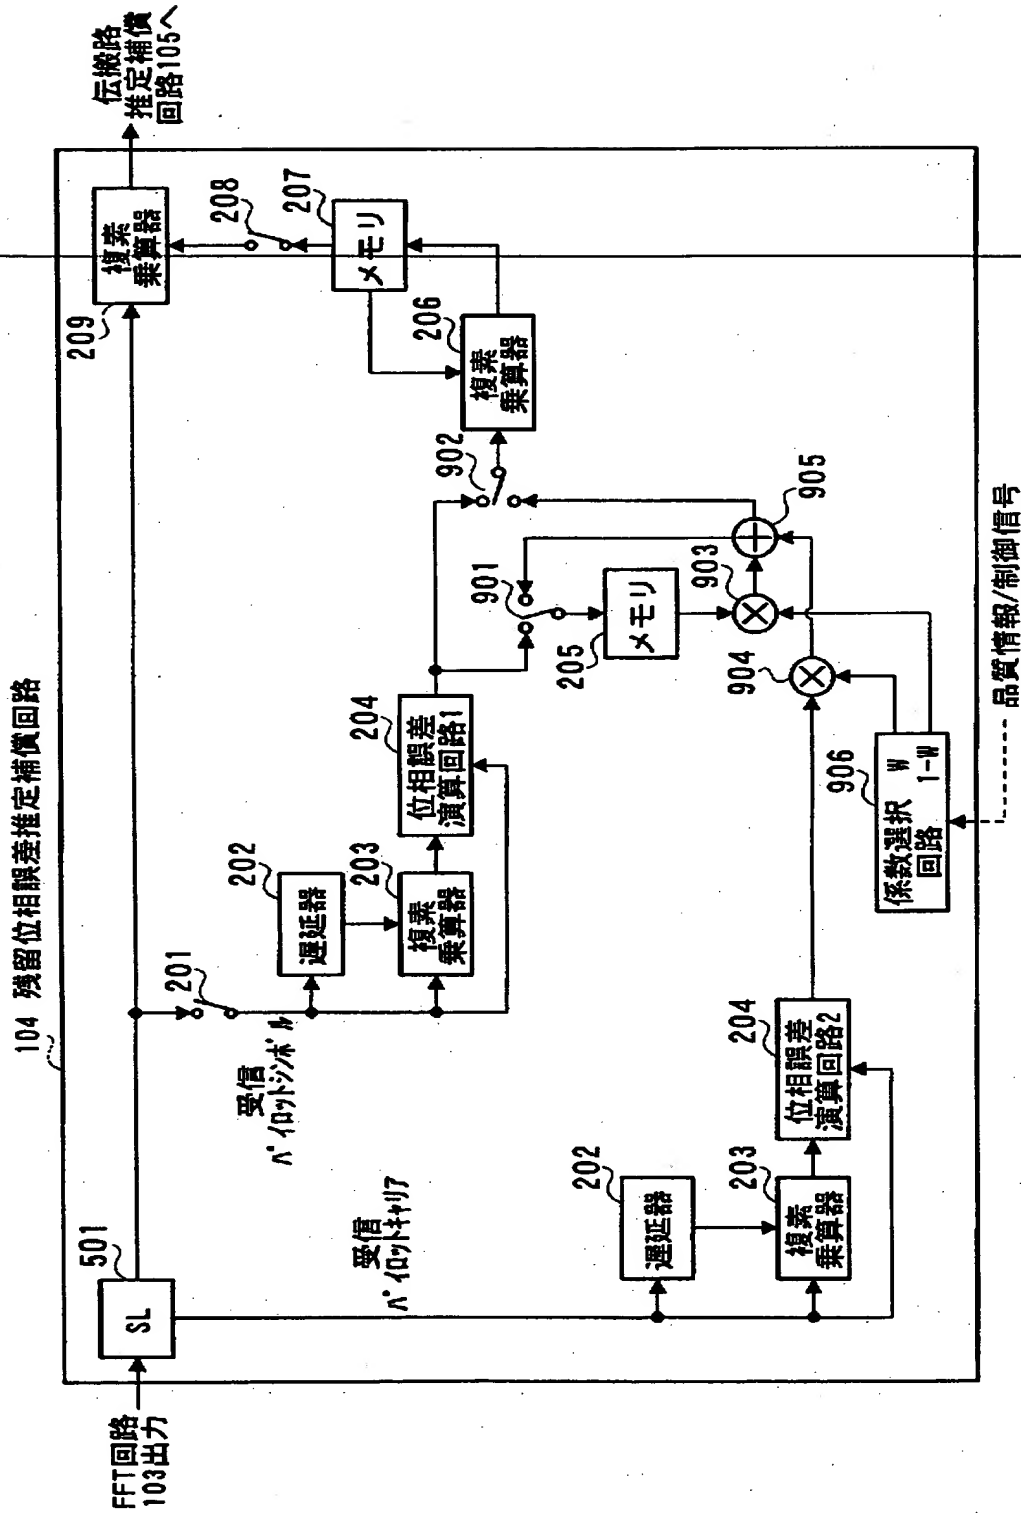 104 残留位相誤差推定補償回路
FFT回路
103出力
SL
501
受信
パイロットシンボル
受信
パイロットキャリア
201
202
遅延器
203
複素
乗算器
204
位相誤差
演算回路1
202
遅延器
203
複素
乗算器
204
位相誤差
演算回路2
901
205
メモリ
902
903
904
905
906
係数選択
回路
W
1-W
品質情報/制御信号
206
複素
乗算器
207
メモリ
208
209
複素
乗算器
伝搬路
推定補償
回路105へ